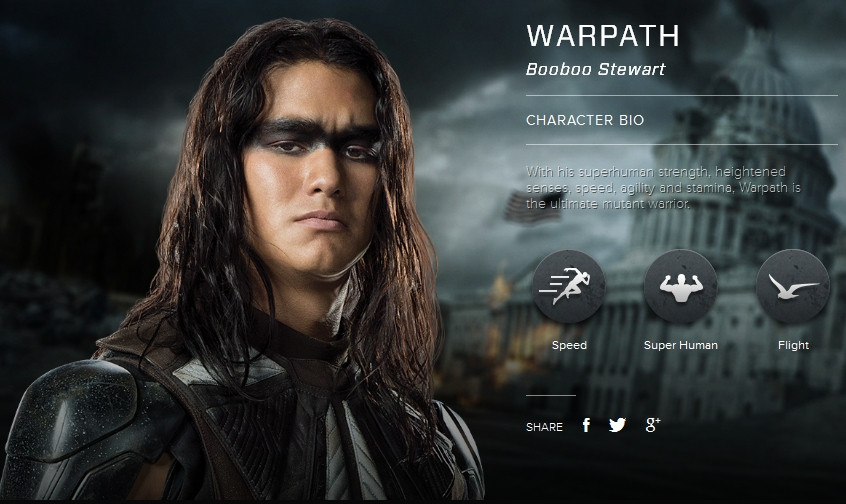 WARPATH
Booboo Stewart
CHARACTER BIO
With his superhuman strength, heightened
senses, speed, agility and stamina, Warpath is
the ultimate mutant warrior.
Speed
Super Human
Flight
SHARE f g+